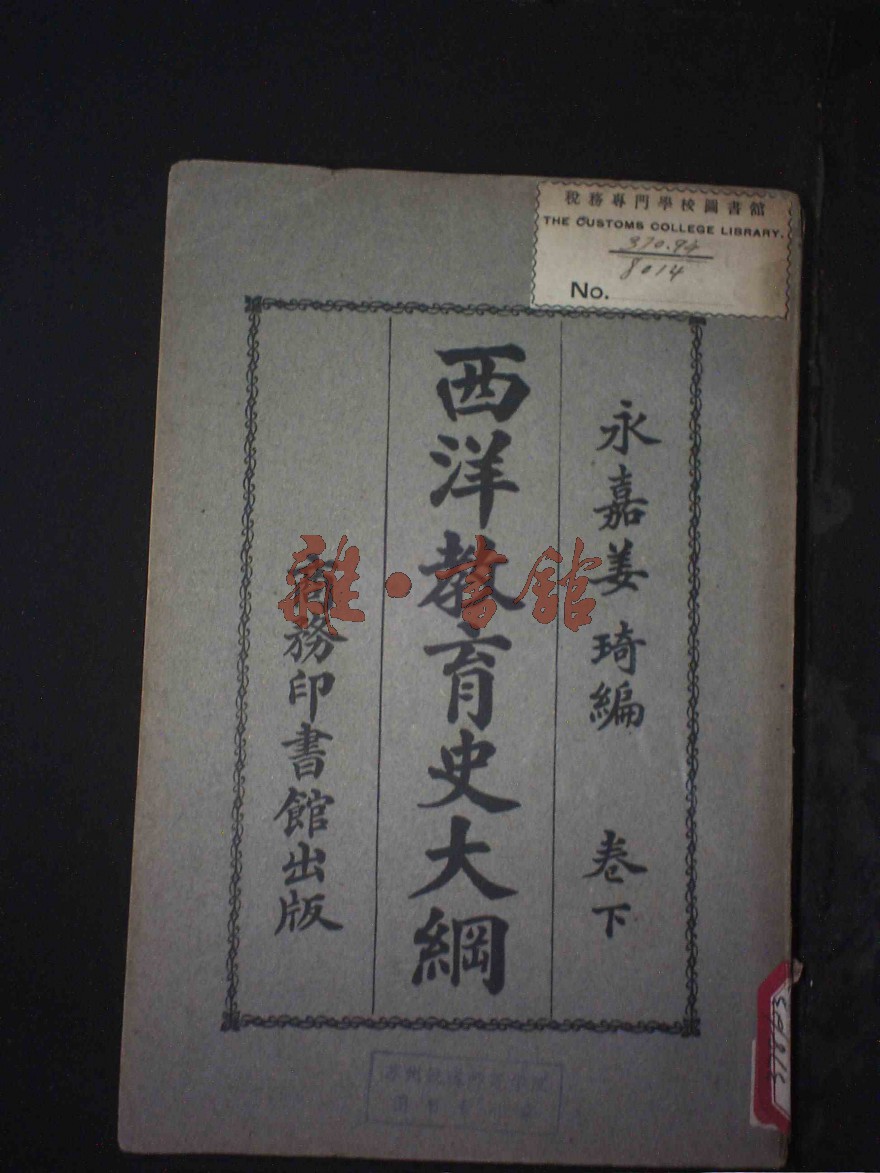 稅務專門學校圖書館
THE CUSTOMS COLLEGE LIBRARY.
370.94
8014
No.
永嘉姜琦編 卷下
西洋教育史大綱
商務印書館出版
雜·書館